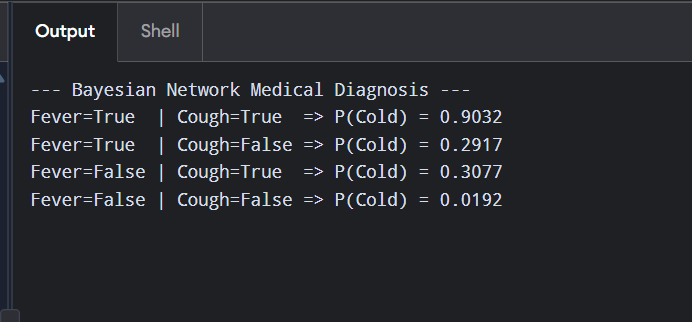 Output Shell
--- Bayesian Network Medical Diagnosis ---
Fever=True  | Cough=True  => P(Cold) = 0.9032
Fever=True  | Cough=False => P(Cold) = 0.2917
Fever=False | Cough=True  => P(Cold) = 0.3077
Fever=False | Cough=False => P(Cold) = 0.0192